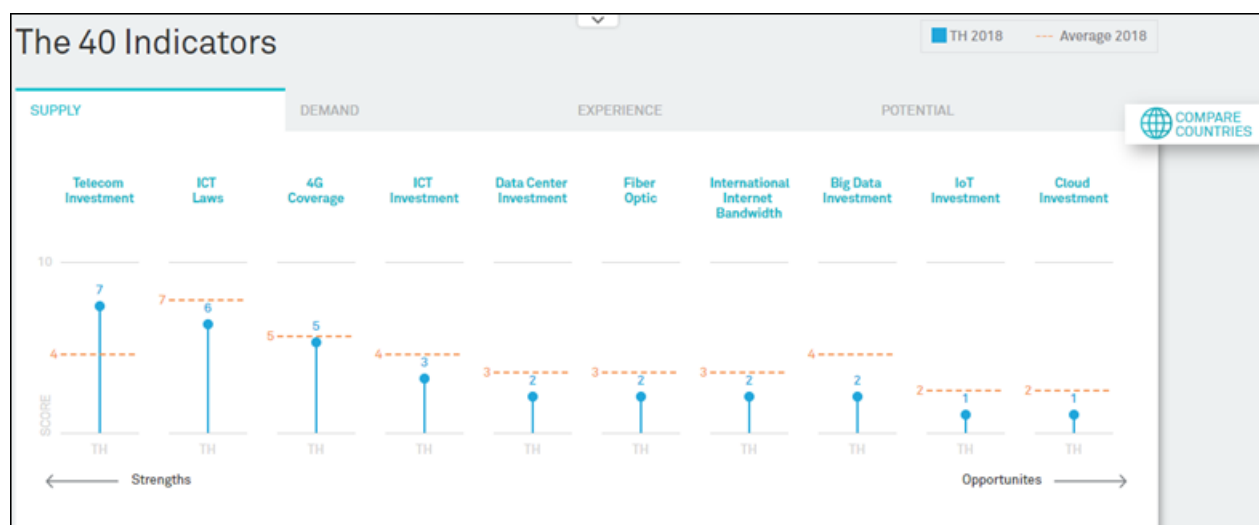 The 40 Indicators
TH 2018
Average 2018
SUPPLY
DEMAND
EXPERIENCE
POTENTIAL
COMPARE
COUNTRIES
Telecom
Investment
ICT
Laws
4G
Coverage
ICT
Investment
Data Center
Investment
Fiber
Optic
International
Internet
Bandwidth
Big Data
Investment
IoT
Investment
Cloud
Investment
10
SCORE
7
4
7
6
5
5
4
3
3
2
3
2
3
2
4
2
2
1
2
1
TH
TH
TH
TH
TH
TH
TH
TH
TH
TH
Strengths
Opportunites